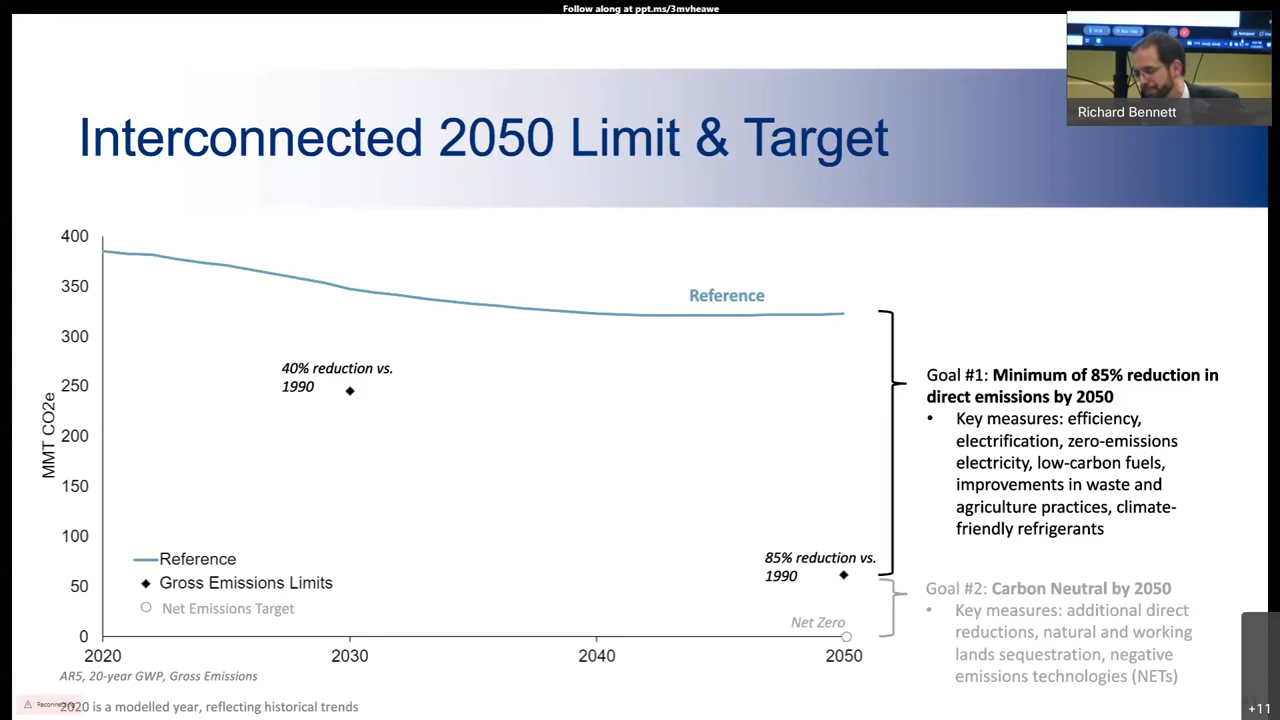 Follow along at ppt.ms/3mvheawe
Richard Bennett
Interconnected 2050 Limit & Target
400
350
300
250
200
150
100
50
0
MMT CO2e
2020
2030
2040
2050
Reference
40% reduction vs.
1990
85% reduction vs.
1990
Net Zero
Reference
Gross Emissions Limits
Net Emissions Target
Goal #1: Minimum of 85% reduction in
direct emissions by 2050
• Key measures: efficiency,
electrification, zero-emissions
electricity, low-carbon fuels,
improvements in waste and
agriculture practices, climate-
friendly refrigerants
Goal #2: Carbon Neutral by 2050
• Key measures: additional direct
reductions, natural and working
lands sequestration, negative
emissions technologies (NETs)
AR5, 20-year GWP, Gross Emissions
2020 is a modelled year, reflecting historical trends
+11